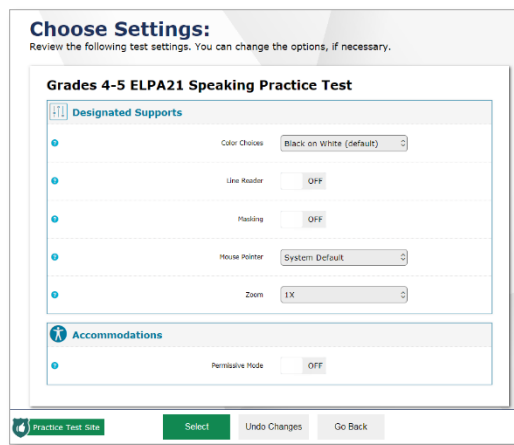 Choose Settings:
Review the following test settings. You can change the options, if necessary.
Grades 4-5 ELPA21 Speaking Practice Test
Designated Supports
? Color Choices Black on White (default)
? Line Reader OFF
? Masking OFF
? Mouse Pointer System Default
? Zoom 1X
Accommodations
? Permissive Mode OFF
Practice Test Site Select Undo Changes Go Back